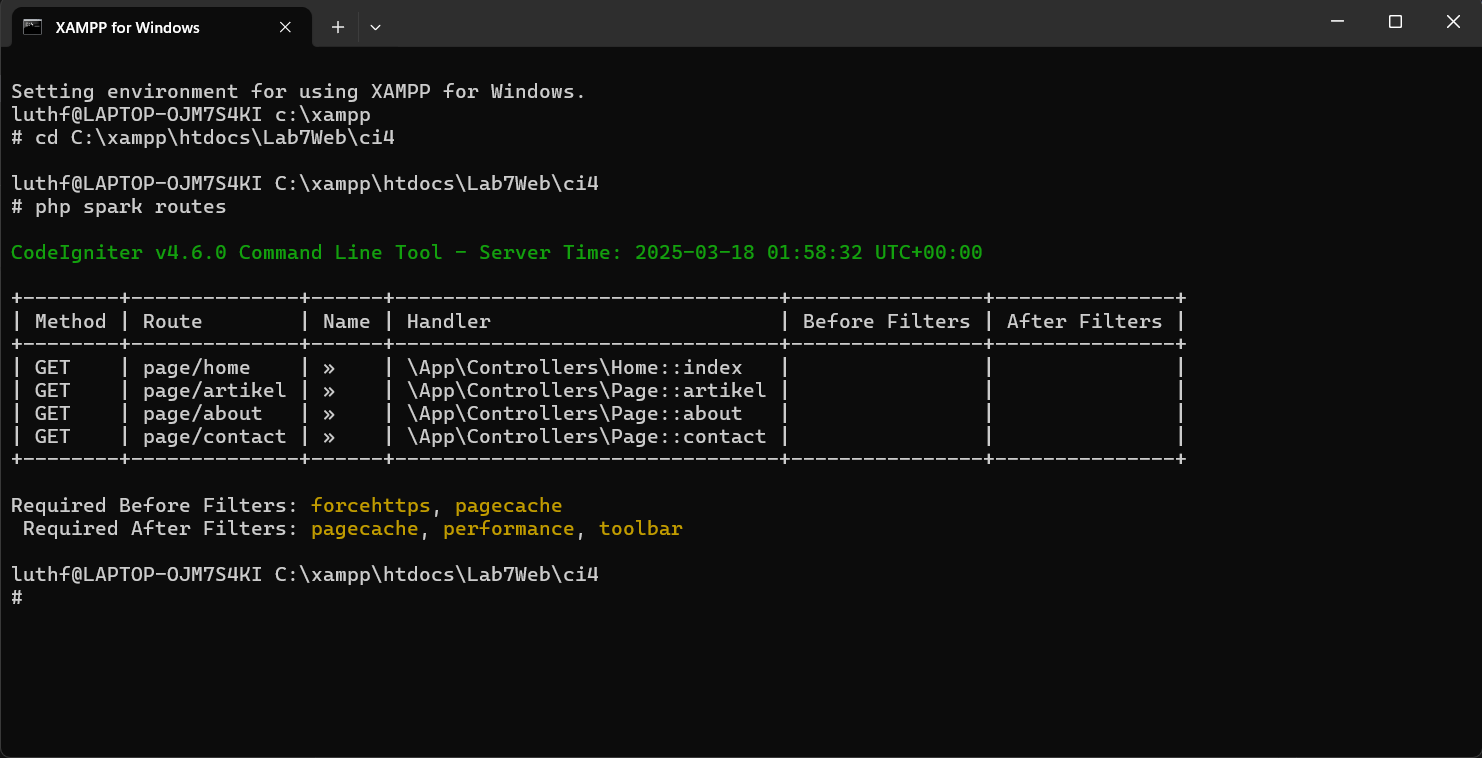 XAMPP for Windows
Setting environment for using XAMPP for Windows.
luthf@LAPTOP-OJM7S4KI c:\xampp
# cd C:\xampp\htdocs\Lab7Web\ci4
luthf@LAPTOP-OJM7S4KI C:\xampp\htdocs\Lab7Web\ci4
# php spark routes
CodeIgniter v4.6.0 Command Line Tool - Server Time: 2025-03-18 01:58:32 UTC+00:00
+--------+--------------+------+--------------------------------+----------------+---------------+
| Method | Route        | Name | Handler                        | Before Filters | After Filters |
+--------+--------------+------+--------------------------------+----------------+---------------+
| GET    | page/home    | »    | \App\Controllers\Home::index   |                |               |
| GET    | page/artikel | »    | \App\Controllers\Page::artikel |                |               |
| GET    | page/about   | »    | \App\Controllers\Page::about   |                |               |
| GET    | page/contact | »    | \App\Controllers\Page::contact |                |               |
+--------+--------------+------+--------------------------------+----------------+---------------+
Required Before Filters: forcehttps, pagecache
 Required After Filters: pagecache, performance, toolbar
luthf@LAPTOP-OJM7S4KI C:\xampp\htdocs\Lab7Web\ci4
#